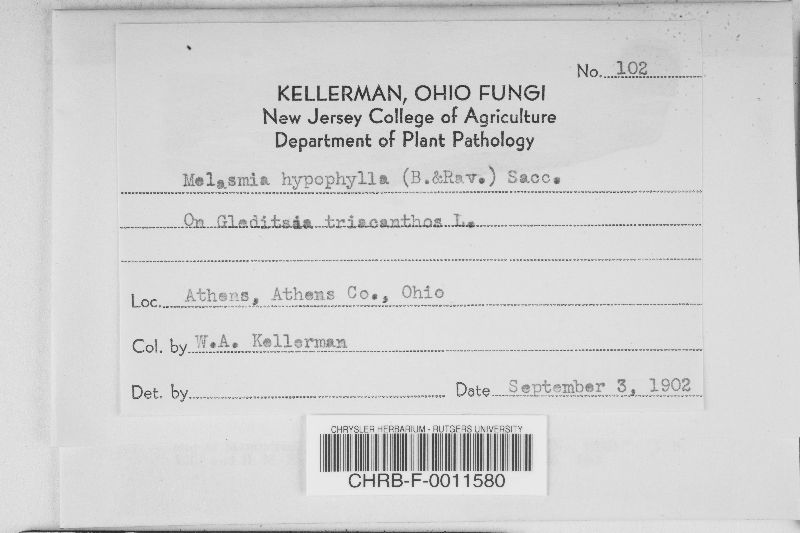 No. 102
KELLERMAN, OHIO FUNGI
New Jersey College of Agriculture
Department of Plant Pathology
Melasmia hypophylla (B.&Rav.) Sacc.
On Gleditsia triacanthos L.
Loc. Athens, Athens Co., Ohio
Col. by W.A. Kellerman
Det. by
Date September 3, 1902
CHRYSLER HERBARIUM - RUTGERS UNIVERSITY
CHRB-F-0011580